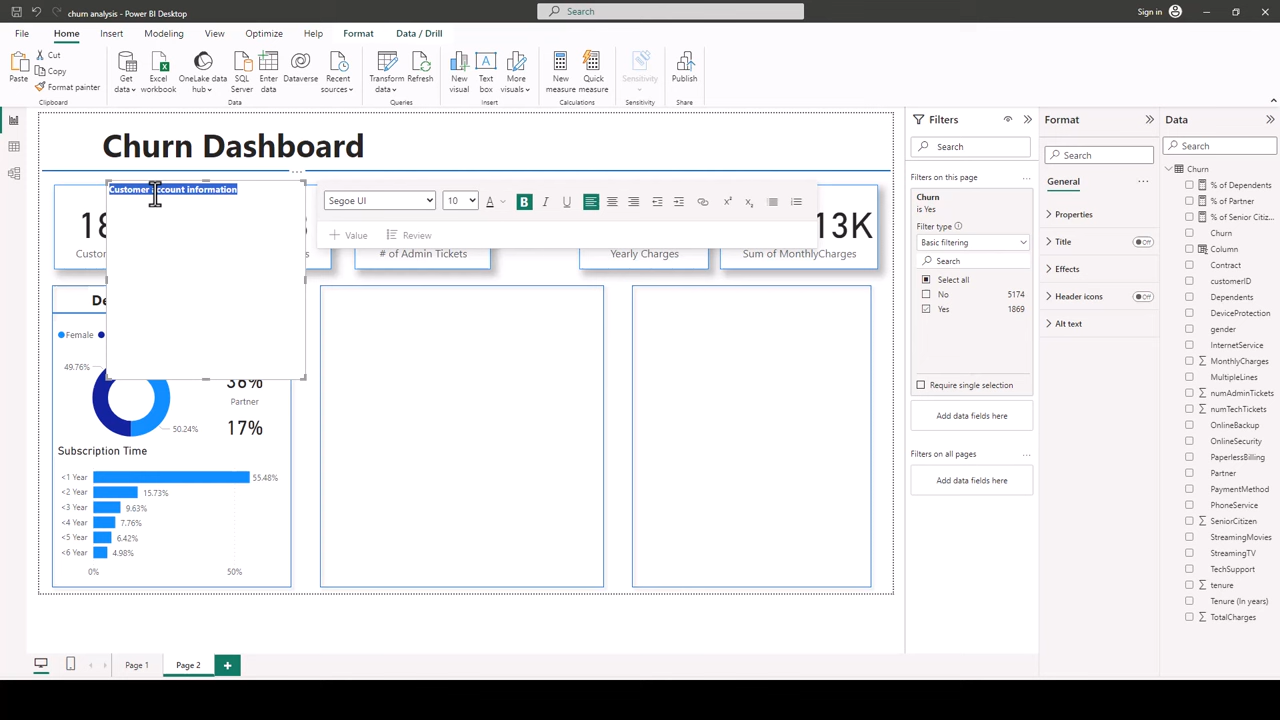 churn analysis - Power BI Desktop
Search
Sign in
File
Home
Insert
Modeling
View
Optimize
Help
Format
Data / Drill
Paste
Cut
Copy
Format painter
Clipboard
Get data
Excel workbook
OneLake data hub
SQL Server
Enter data
Dataverse
Recent sources
Data
Transform data
Refresh
Queries
New visual
Text box
More visuals
Insert
New measure
Quick measure
Calculations
Sensitivity
Sensitivity
Publish
Share
Churn Dashboard
Customer account information
Segoe UI
10
A
B
I
U
Value
Review
18
13K
# of Admin Tickets
Yearly Charges
Sum of MonthlyCharges
Female
49.76%
50.24%
38%
Partner
17%
Subscription Time
<1 Year
55.48%
<2 Year
15.73%
<3 Year
9.63%
<4 Year
7.76%
<5 Year
6.42%
<6 Year
4.98%
0%
50%
Page 1
Page 2
Filters
Search
Filters on this page
Churn
is Yes
Filter type
Basic filtering
Search
Select all
No 5174
Yes 1869
Require single selection
Add data fields here
Filters on all pages
Add data fields here
Format
Search
General
Properties
Title
Off
Effects
Header icons
Off
Alt text
Data
Search
Churn
% of Dependents
% of Partner
% of Senior Citiz...
Churn
Column
Contract
customerID
Dependents
DeviceProtection
gender
InternetService
MonthlyCharges
MultipleLines
numAdminTickets
numTechTickets
OnlineBackup
OnlineSecurity
PaperlessBilling
Partner
PaymentMethod
PhoneService
SeniorCitizen
StreamingMovies
StreamingTV
TechSupport
tenure
Tenure (In years)
TotalCharges